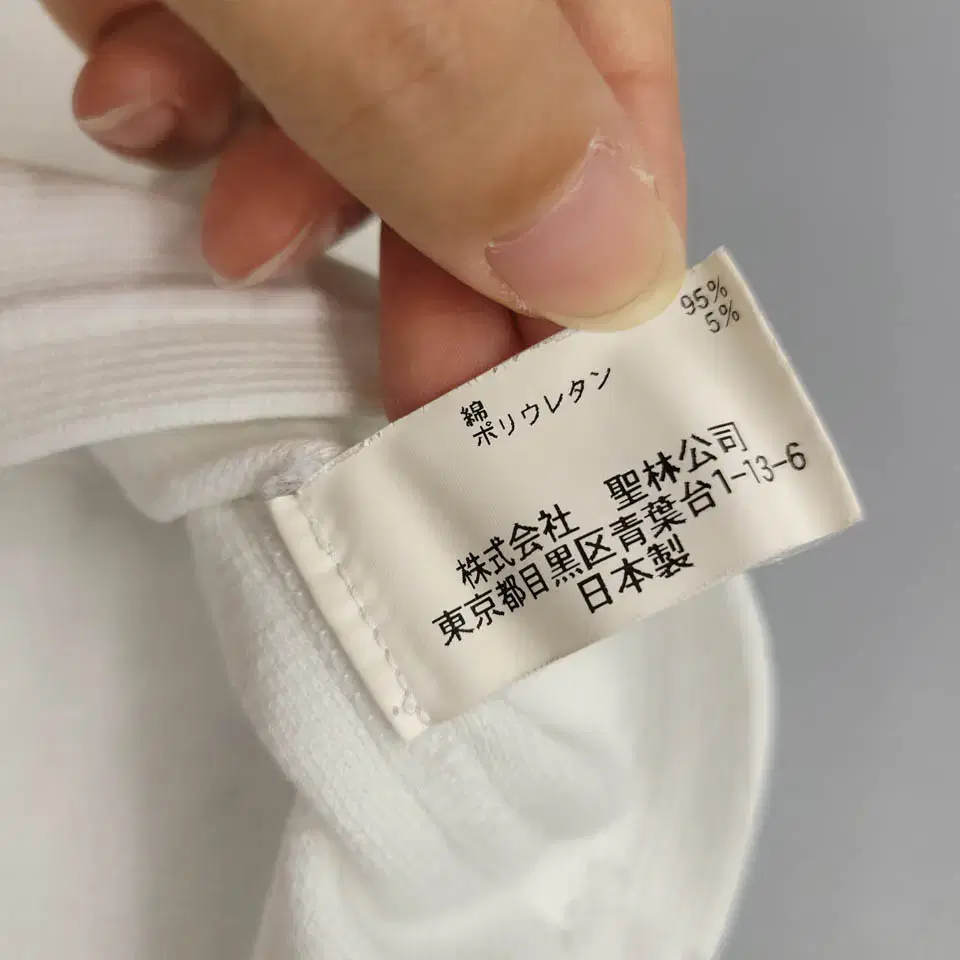 綿 95%
ポリウレタン 5%
株式会社 聖林公司
東京都目黒区青葉台1-13-6
日本製